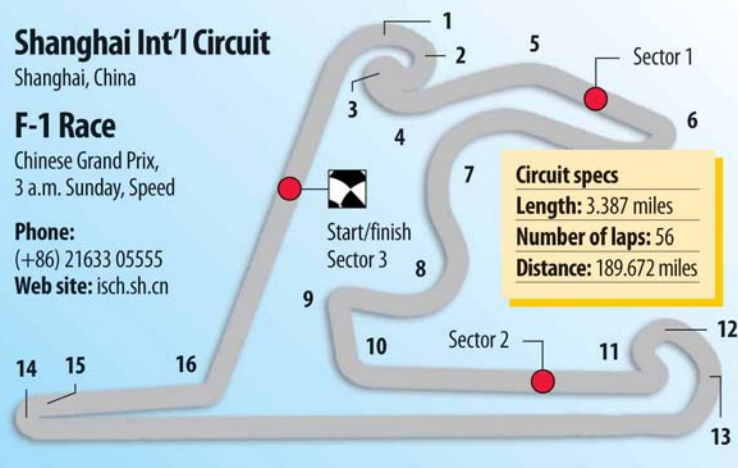 Shanghai Int'l Circuit
Shanghai, China
F-1 Race
Chinese Grand Prix,
3 a.m. Sunday, Speed
Phone:
(+86) 21633 05555
Web site: isch.sh.cn
1
2
3
4
5
Sector 1
6
7
Circuit specs
Length: 3.387 miles
Number of laps: 56
Distance: 189.672 miles
Start/finish
Sector 3
8
9
10
Sector 2
11
12
13
14
15
16